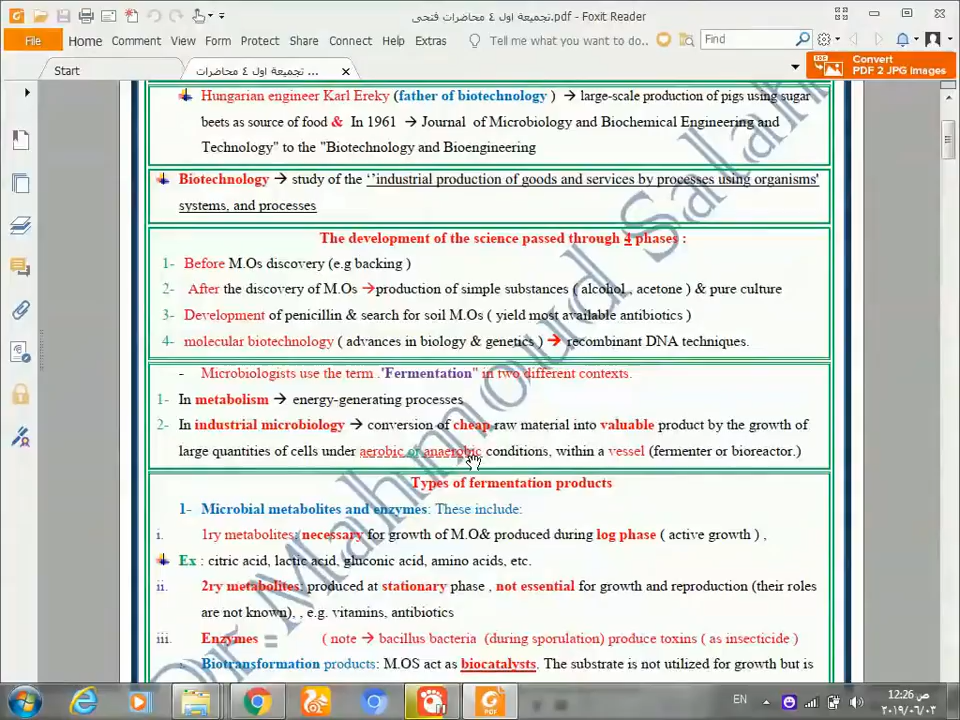 تجميعة اول ٤ محاضرات فتحى.pdf - Foxit Reader
File Home Comment View Form Protect Share Connect Help Extras Tell me what you want to do... Find
Start تجميعة اول ٤ محاضرات ...
Convert
PDF 2 JPG Images
Hungarian engineer Karl Ereky (father of biotechnology ) → large-scale production of pigs using sugar
beets as source of food & In 1961 → Journal of Microbiology and Biochemical Engineering and
Technology" to the "Biotechnology and Bioengineering
Biotechnology → study of the ‘’industrial production of goods and services by processes using organisms'
systems, and processes
The development of the science passed through 4 phases :
1- Before M.Os discovery (e.g backing )
2- After the discovery of M.Os →production of simple substances ( alcohol , acetone ) & pure culture
3- Development of penicillin & search for soil M.Os ( yield most available antibiotics )
4- molecular biotechnology ( advances in biology & genetics ) → recombinant DNA techniques.
- Microbiologists use the term .'Fermentation" in two different contexts.
1- In metabolism → energy-generating processes
2- In industrial microbiology → conversion of cheap raw material into valuable product by the growth of
large quantities of cells under aerobic or anaerobic conditions, within a vessel (fermenter or bioreactor.)
Types of fermentation products
1- Microbial metabolites and enzymes: These include:
i. 1ry metabolites: necessary for growth of M.O& produced during log phase ( active growth ) ,
Ex : citric acid, lactic acid, gluconic acid, amino acids, etc.
ii. 2ry metabolites: produced at stationary phase , not essential for growth and reproduction (their roles
are not known), , e.g. vitamins, antibiotics
iii. Enzymes ( note → bacillus bacteria (during sporulation) produce toxins ( as insecticide )
Biotransformation products: M.OS act as biocatalysts. The substrate is not utilized for growth but is
Dr = Mahmoud Salah
EN 12:26 ص
٢٠١٩/٠٦/٠٣